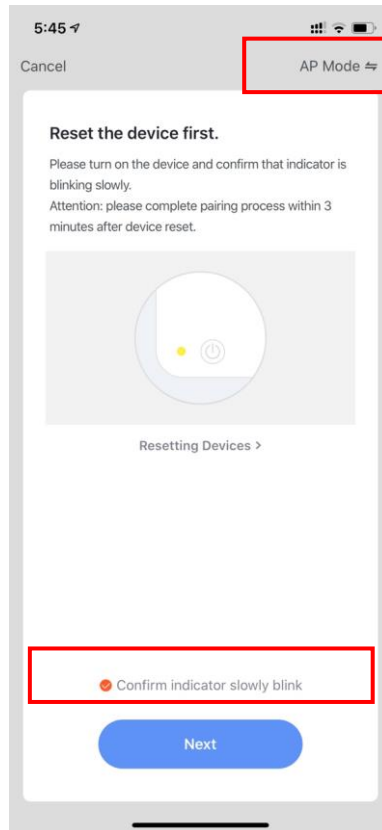 5:45
Cancel
AP Mode
Reset the device first.
Please turn on the device and confirm that indicator is
blinking slowly.
Attention: please complete pairing process within 3
minutes after device reset.
Resetting Devices >
Confirm indicator slowly blink
Next